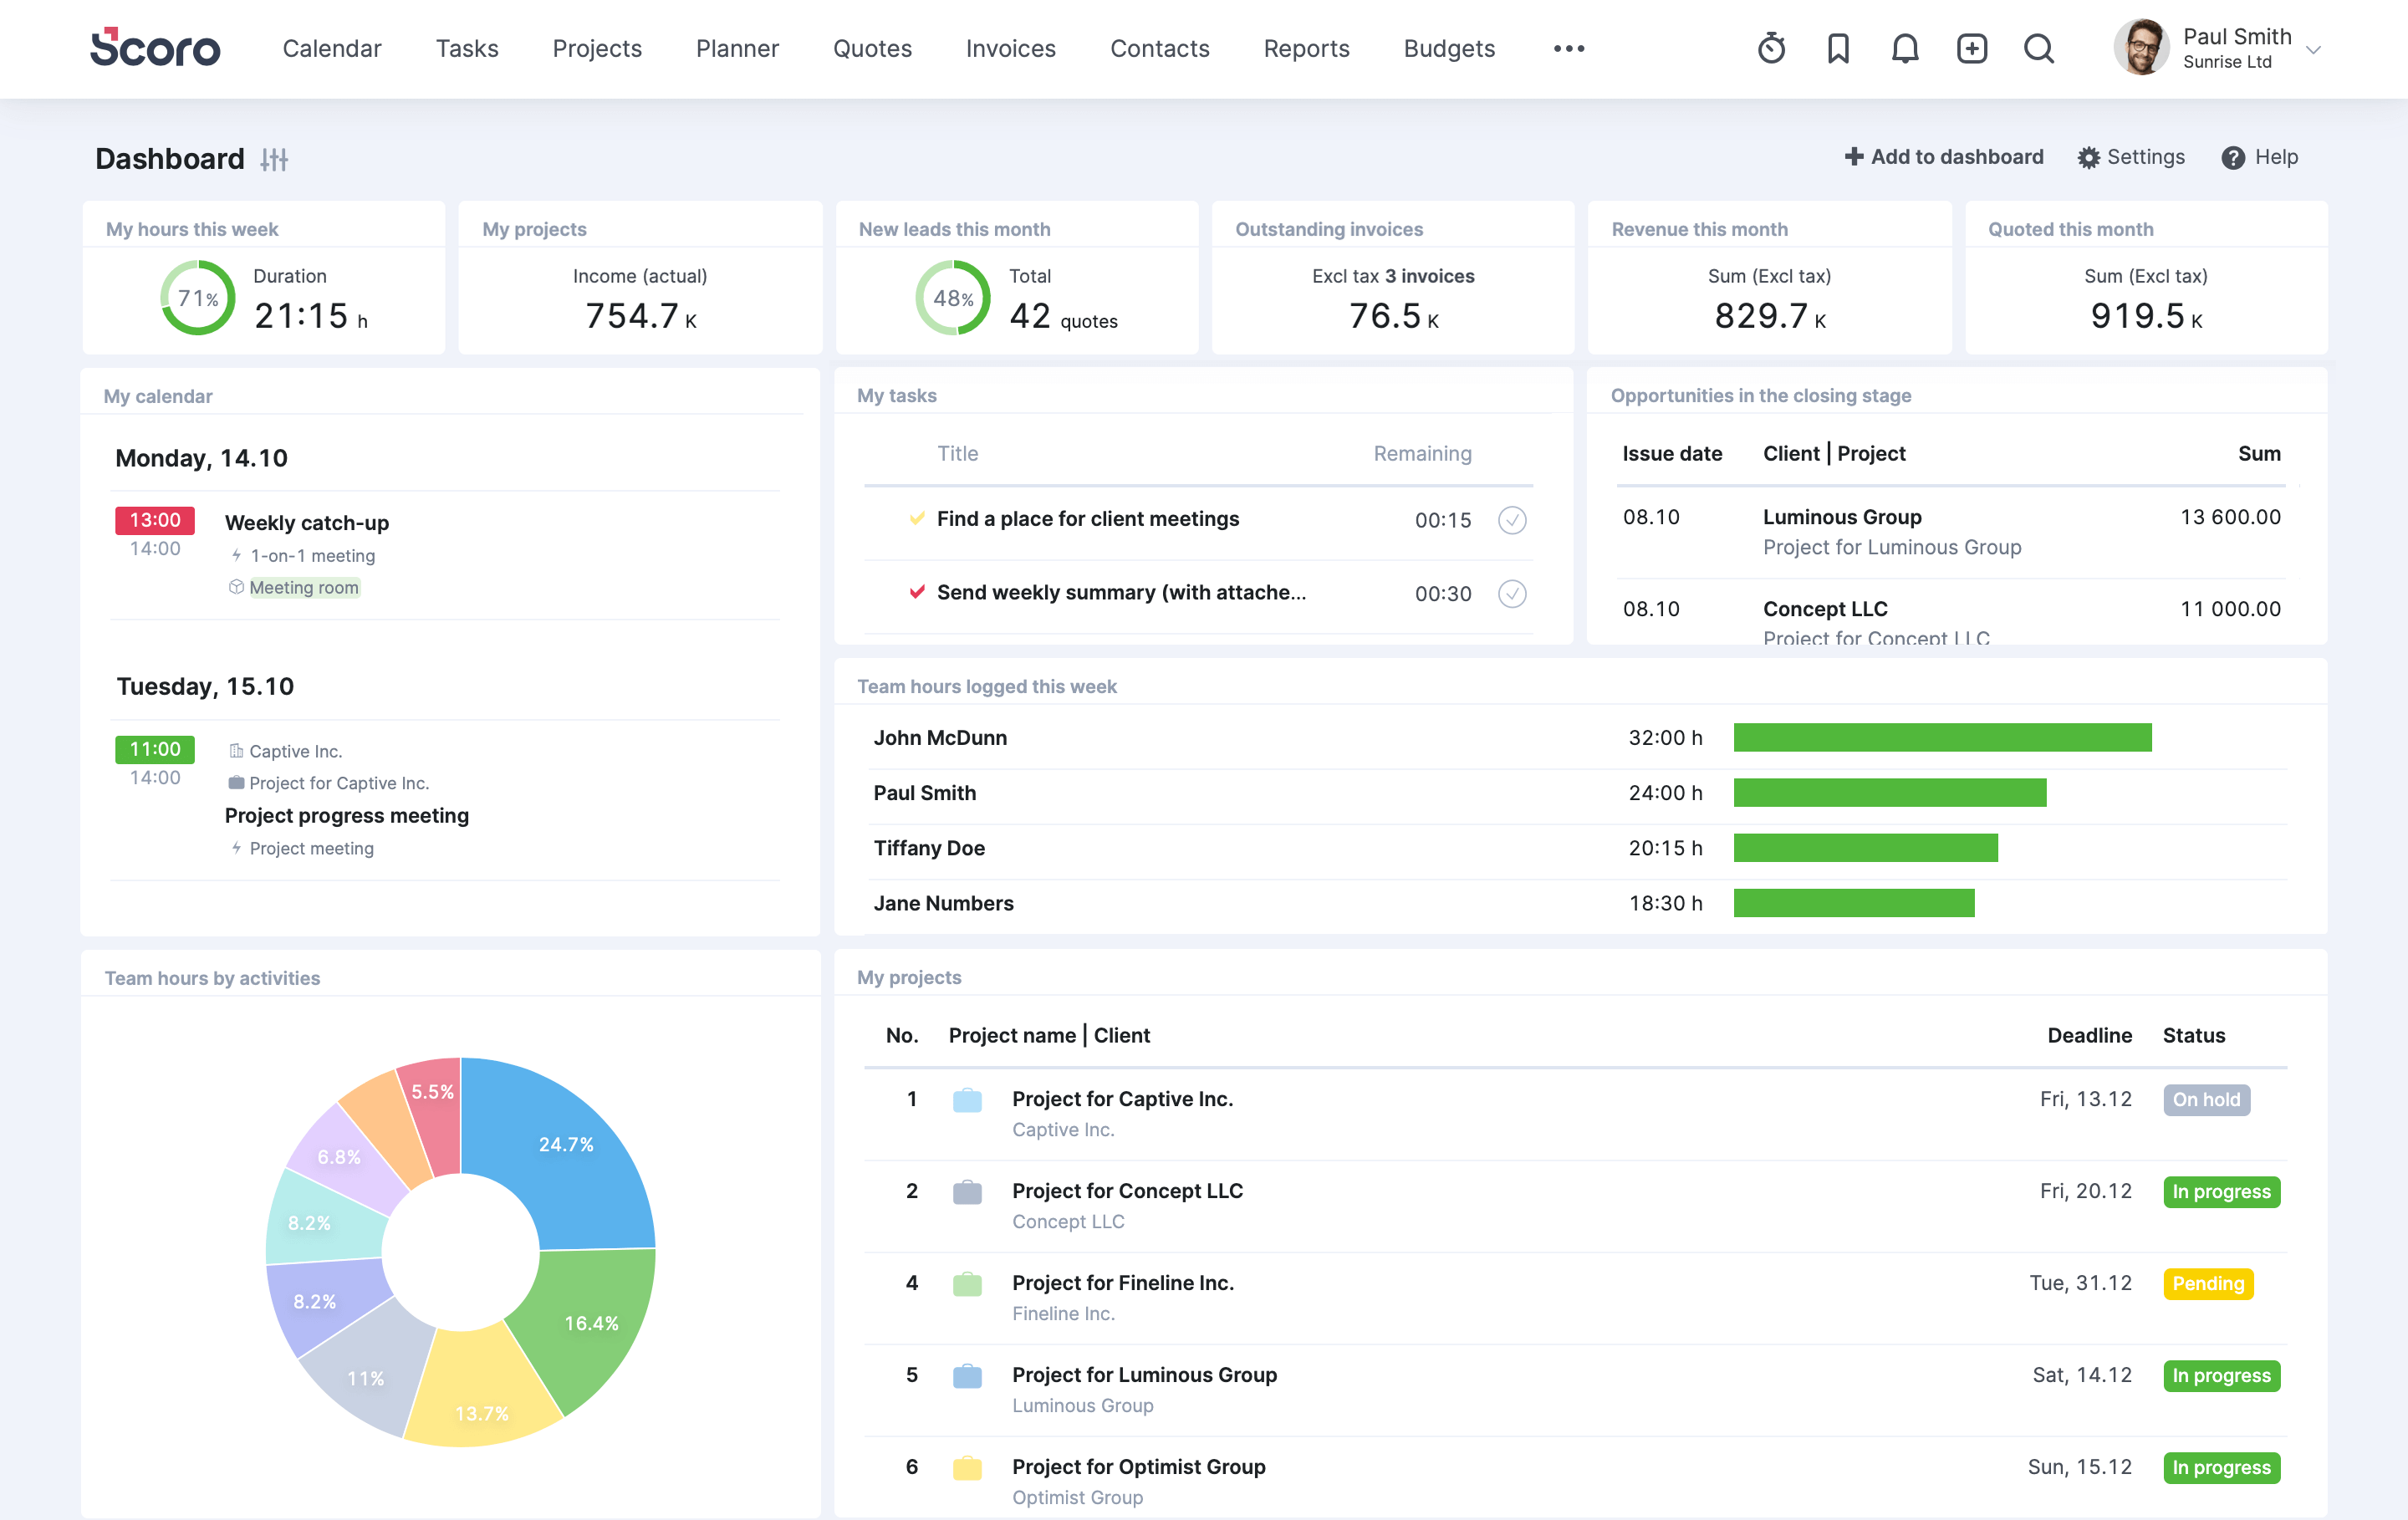 Scoro
Calendar
Tasks
Projects
Planner
Quotes
Invoices
Contacts
Reports
Budgets
Paul Smith
Sunrise Ltd
Dashboard
Add to dashboard
Settings
Help
My hours this week
71%
Duration
21:15 h
My projects
Income (actual)
754.7 K
New leads this month
48%
Total
42 quotes
Outstanding invoices
Excl tax 3 invoices
76.5 K
Revenue this month
Sum (Excl tax)
829.7 K
Quoted this month
Sum (Excl tax)
919.5 K
My calendar
Monday, 14.10
13:00
14:00
Weekly catch-up
1-on-1 meeting
Meeting room
Tuesday, 15.10
11:00
14:00
Captive Inc.
Project for Captive Inc.
Project progress meeting
Project meeting
My tasks
Title Remaining
Find a place for client meetings 00:15
Send weekly summary (with attache... 00:30
Opportunities in the closing stage
Issue date Client | Project Sum
08.10 Luminous Group 13 600.00
Project for Luminous Group
08.10 Concept LLC 11 000.00
Project for Concept LLC
Team hours logged this week
John McDunn 32:00 h
Paul Smith 24:00 h
Tiffany Doe 20:15 h
Jane Numbers 18:30 h
Team hours by activities
5.5%
24.7%
6.8%
8.2%
8.2%
16.4%
11%
13.7%
My projects
No. Project name | Client Deadline Status
1 Project for Captive Inc. Fri, 13.12 On hold
Captive Inc.
2 Project for Concept LLC Fri, 20.12 In progress
Concept LLC
4 Project for Fineline Inc. Tue, 31.12 Pending
Fineline Inc.
5 Project for Luminous Group Sat, 14.12 In progress
Luminous Group
6 Project for Optimist Group Sun, 15.12 In progress
Optimist Group